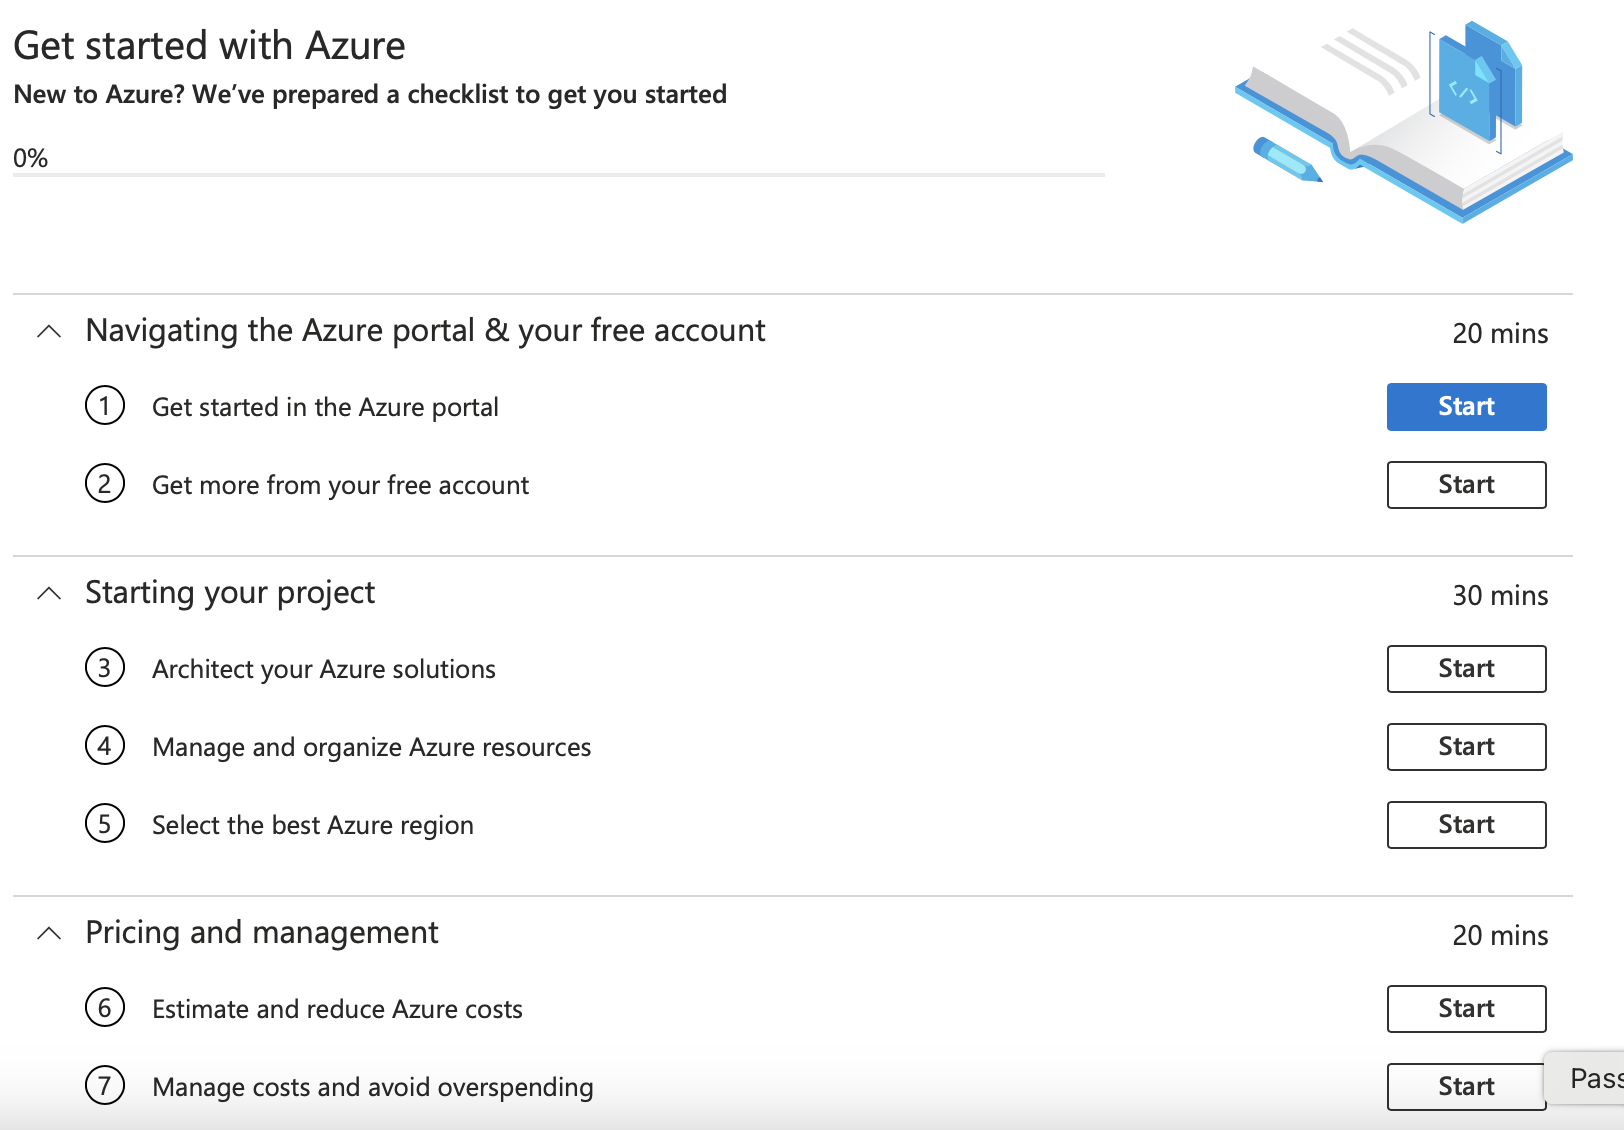 Get started with Azure
New to Azure? We’ve prepared a checklist to get you started
0%
Navigating the Azure portal & your free account
20 mins
1 Get started in the Azure portal
Start
2 Get more from your free account
Start
Starting your project
30 mins
3 Architect your Azure solutions
Start
4 Manage and organize Azure resources
Start
5 Select the best Azure region
Start
Pricing and management
20 mins
6 Estimate and reduce Azure costs
Start
7 Manage costs and avoid overspending
Start